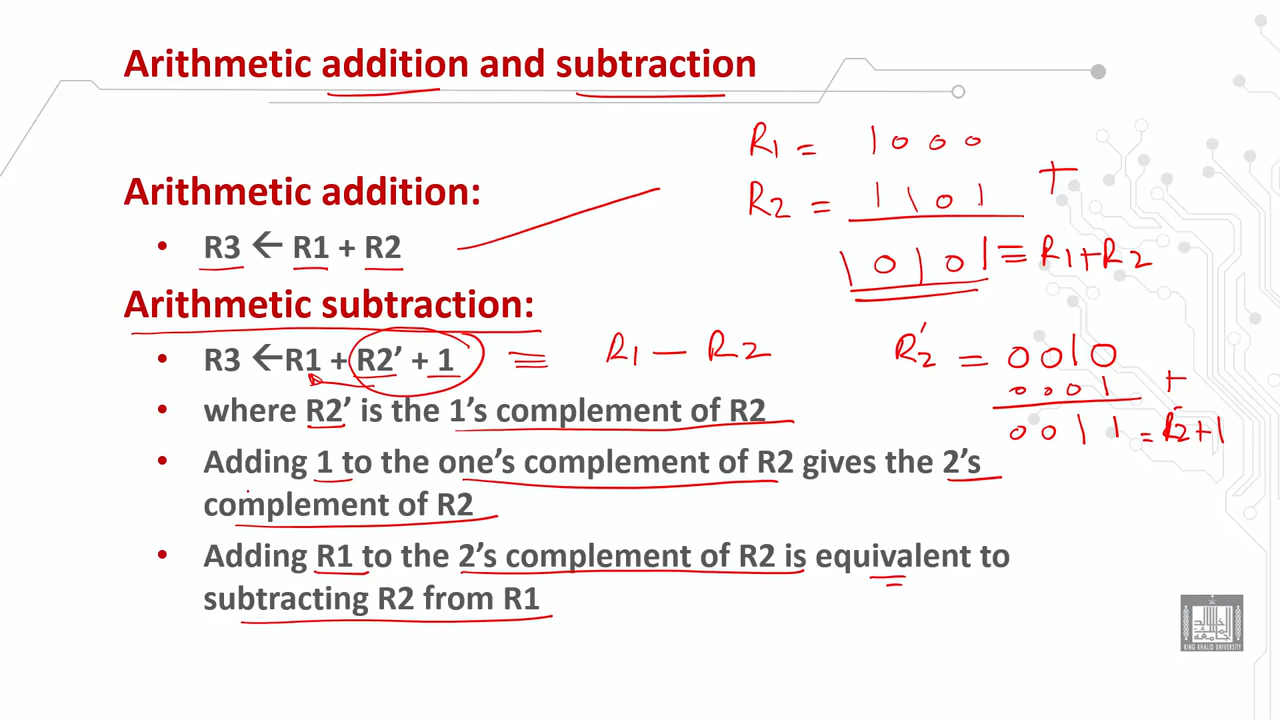 Arithmetic addition and subtraction
R1 = 1000
R2 = 1101 +
10101 ≡ R1+R2
Arithmetic addition:
• R3 ← R1 + R2
Arithmetic subtraction:
• R3 ←R1 + R2’ + 1 ≡ R1 − R2
• where R2’ is the 1’s complement of R2
• Adding 1 to the one’s complement of R2 gives the 2’s
complement of R2
• Adding R1 to the 2’s complement of R2 is equivalent to
subtracting R2 from R1
R2' = 0010
0001 +
0011 = R2'+1
KING KHALID UNIVERSITY